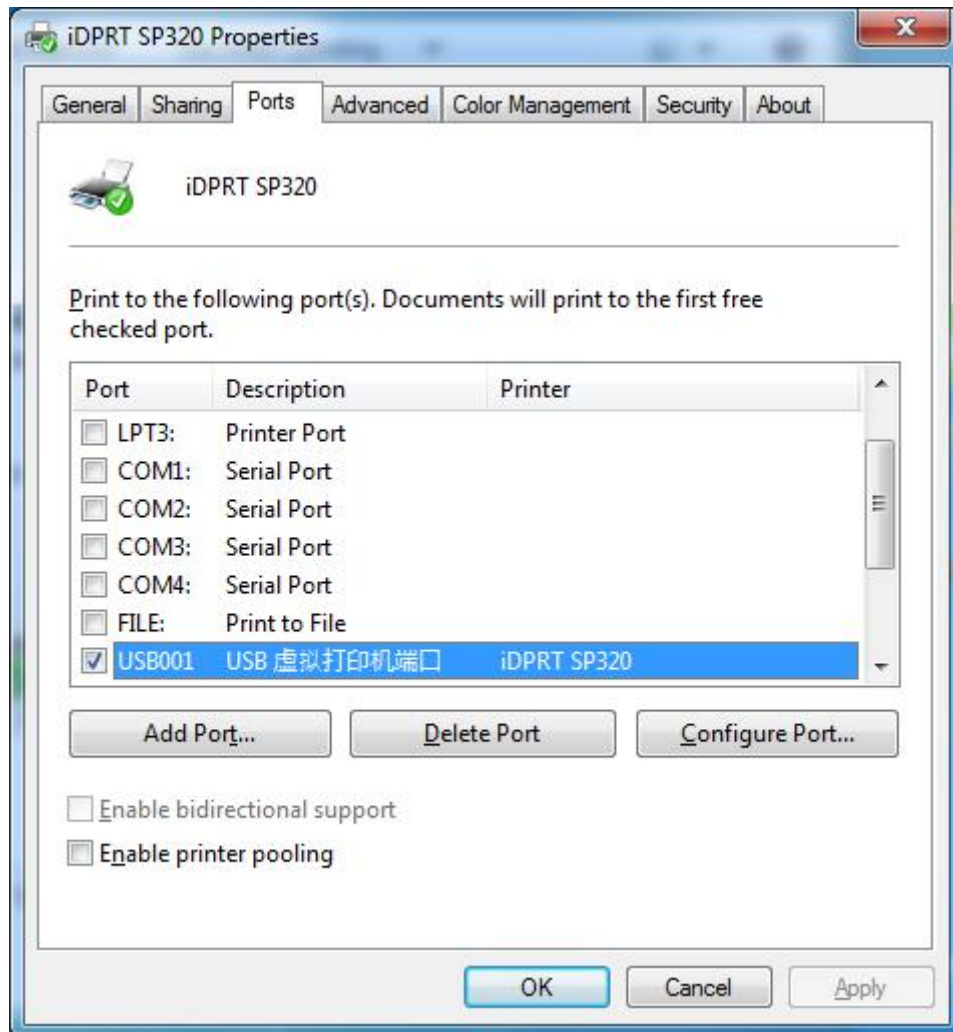 iDPRT SP320 Properties
General Sharing Ports Advanced Color Management Security About
iDPRT SP320
Print to the following port(s). Documents will print to the first free
checked port.
Port Description Printer
LPT3: Printer Port
COM1: Serial Port
COM2: Serial Port
COM3: Serial Port
COM4: Serial Port
FILE: Print to File
USB001 USB 虚拟打印机端口 iDPRT SP320
Add Port... Delete Port Configure Port...
Enable bidirectional support
Enable printer pooling
OK Cancel Apply